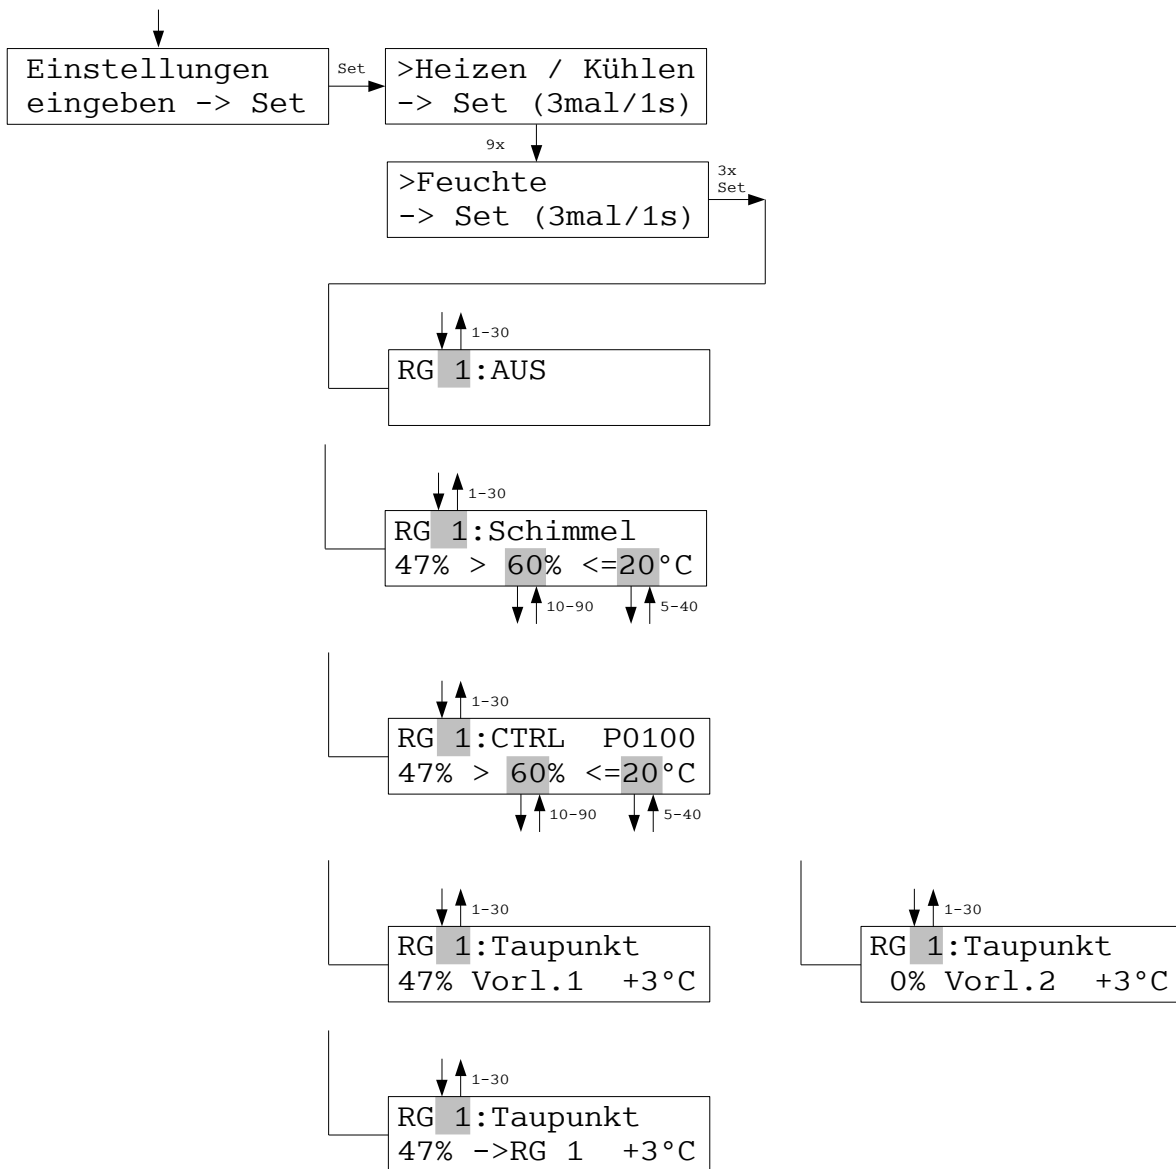 Einstellungen
eingeben -> Set
Set
>Heizen / Kühlen
-> Set (3mal/1s)
9x
>Feuchte
-> Set (3mal/1s)
3x
Set
1-30
RG 1:AUS
1-30
RG 1:Schimmel
47% > 60% <=20°C
10-90
5-40
1-30
RG 1:CTRL P0100
47% > 60% <=20°C
10-90
5-40
1-30
RG 1:Taupunkt
47% Vorl.1 +3°C
1-30
RG 1:Taupunkt
0% Vorl.2 +3°C
1-30
RG 1:Taupunkt
47% ->RG 1 +3°C